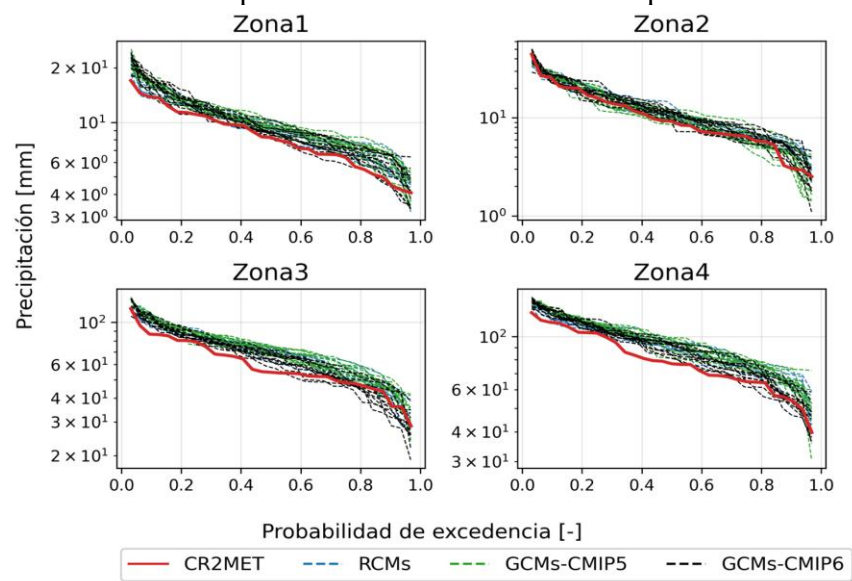 Zona1
Zona2
2 × 10¹
10¹
6 × 10⁰
4 × 10⁰
3 × 10⁰
0.0 0.2 0.4 0.6 0.8 1.0
10¹
10⁰
0.0 0.2 0.4 0.6 0.8 1.0
Precipitación [mm]
Zona3
Zona4
10²
6 × 10¹
4 × 10¹
3 × 10¹
2 × 10¹
0.0 0.2 0.4 0.6 0.8 1.0
10²
6 × 10¹
4 × 10¹
3 × 10¹
0.0 0.2 0.4 0.6 0.8 1.0
Probabilidad de excedencia [-]
CR2MET RCMs GCMs-CMIP5 GCMs-CMIP6